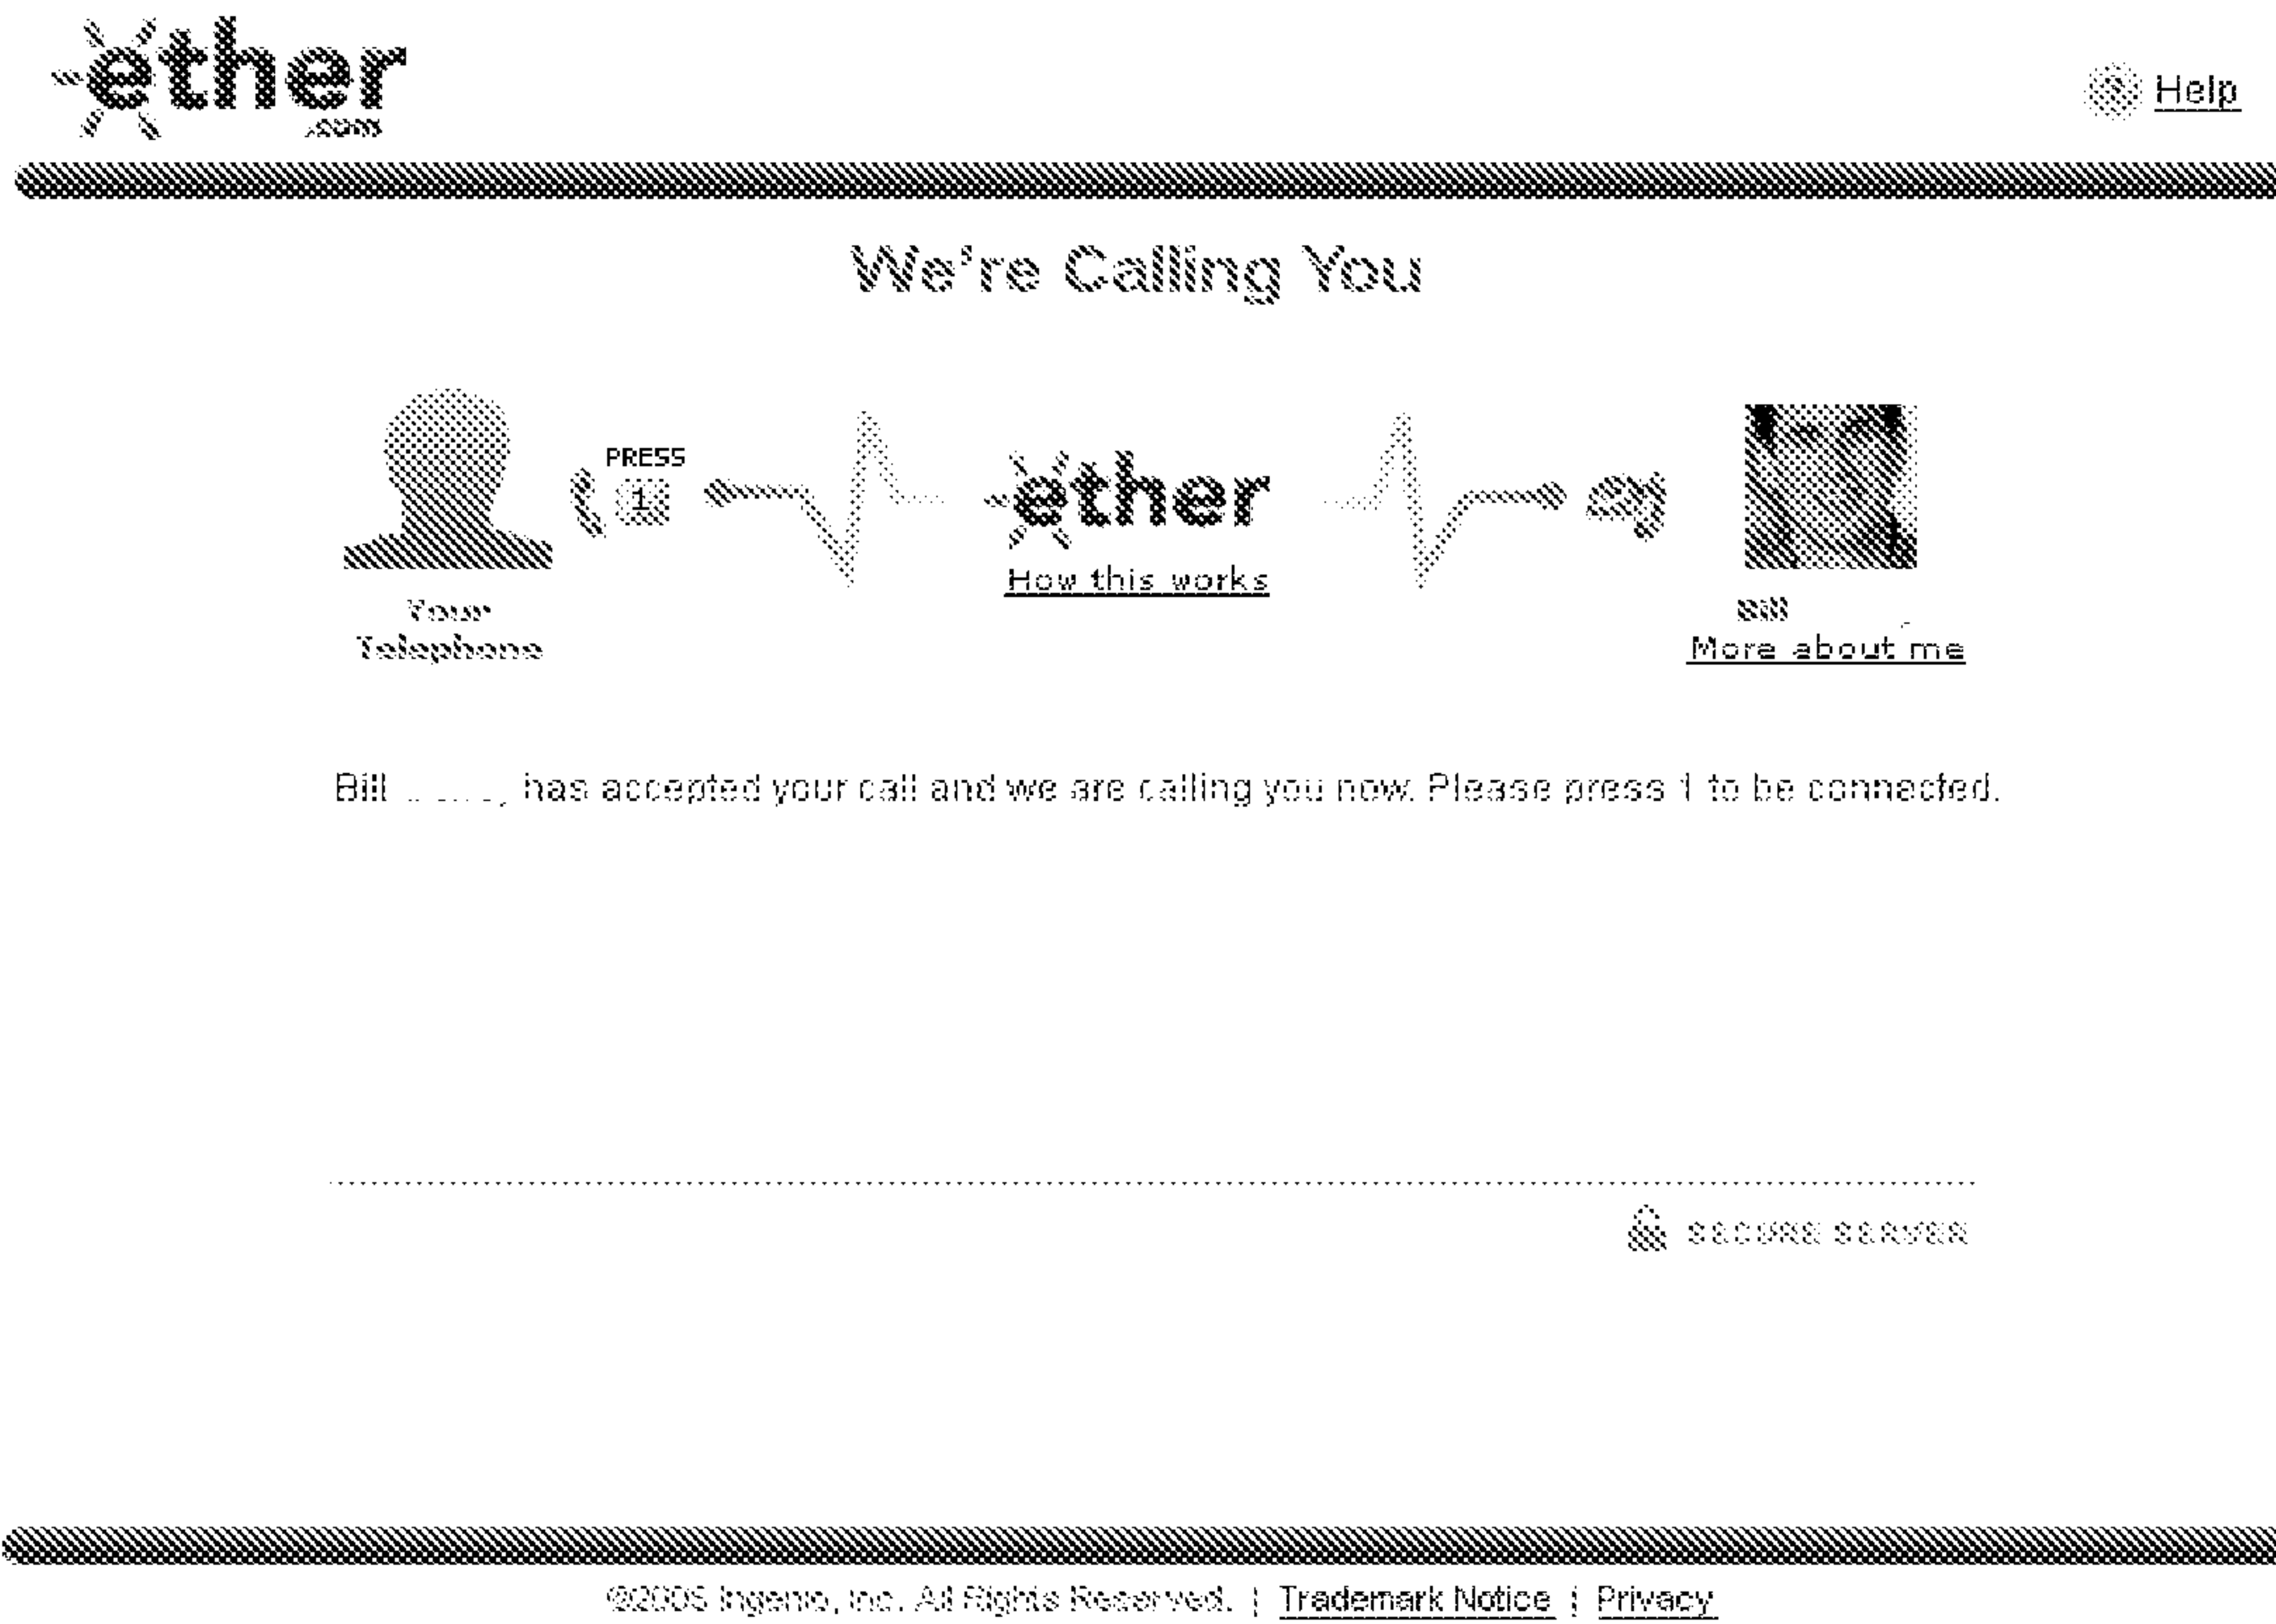 ether
.com
Help
We're Calling You
PRESS
1
ether
How this works
Your
Telephone
Bill
More about me
Bill has accepted your call and we are calling you now. Please press 1 to be connected.
SECURE SERVER
©2005 Ingenio, Inc. All Rights Reserved. | Trademark Notice | Privacy